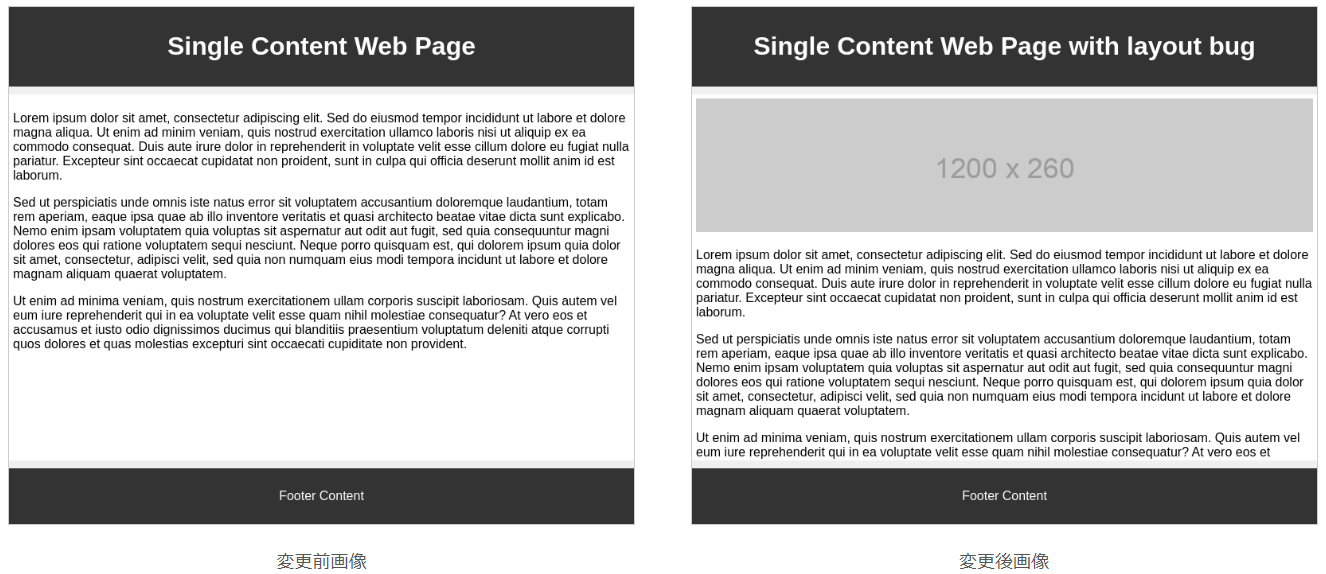 Single Content Web Page
Lorem ipsum dolor sit amet, consectetur adipiscing elit. Sed do eiusmod tempor incididunt ut labore et dolore
magna aliqua. Ut enim ad minim veniam, quis nostrud exercitation ullamco laboris nisi ut aliquip ex ea
commodo consequat. Duis aute irure dolor in reprehenderit in voluptate velit esse cillum dolore eu fugiat nulla
pariatur. Excepteur sint occaecat cupidatat non proident, sunt in culpa qui officia deserunt mollit anim id est
laborum.
Sed ut perspiciatis unde omnis iste natus error sit voluptatem accusantium doloremque laudantium, totam
rem aperiam, eaque ipsa quae ab illo inventore veritatis et quasi architecto beatae vitae dicta sunt explicabo.
Nemo enim ipsam voluptatem quia voluptas sit aspernatur aut odit aut fugit, sed quia consequuntur magni
dolores eos qui ratione voluptatem sequi nesciunt. Neque porro quisquam est, qui dolorem ipsum quia dolor
sit amet, consectetur, adipisci velit, sed quia non numquam eius modi tempora incidunt ut labore et dolore
magnam aliquam quaerat voluptatem.
Ut enim ad minima veniam, quis nostrum exercitationem ullam corporis suscipit laboriosam. Quis autem vel
eum iure reprehenderit qui in ea voluptate velit esse quam nihil molestiae consequatur? At vero eos et
accusamus et iusto odio dignissimos ducimus qui blanditiis praesentium voluptatum deleniti atque corrupti
quos dolores et quas molestias excepturi sint occaecati cupiditate non provident.
Footer Content
変更前画像
Single Content Web Page with layout bug
1200 x 260
Lorem ipsum dolor sit amet, consectetur adipiscing elit. Sed do eiusmod tempor incididunt ut labore et dolore
magna aliqua. Ut enim ad minim veniam, quis nostrud exercitation ullamco laboris nisi ut aliquip ex ea
commodo consequat. Duis aute irure dolor in reprehenderit in voluptate velit esse cillum dolore eu fugiat nulla
pariatur. Excepteur sint occaecat cupidatat non proident, sunt in culpa qui officia deserunt mollit anim id est
laborum.
Sed ut perspiciatis unde omnis iste natus error sit voluptatem accusantium doloremque laudantium, totam
rem aperiam, eaque ipsa quae ab illo inventore veritatis et quasi architecto beatae vitae dicta sunt explicabo.
Nemo enim ipsam voluptatem quia voluptas sit aspernatur aut odit aut fugit, sed quia consequuntur magni
dolores eos qui ratione voluptatem sequi nesciunt. Neque porro quisquam est, qui dolorem ipsum quia dolor
sit amet, consectetur, adipisci velit, sed quia non numquam eius modi tempora incidunt ut labore et dolore
magnam aliquam quaerat voluptatem.
Ut enim ad minima veniam, quis nostrum exercitationem ullam corporis suscipit laboriosam. Quis autem vel
eum iure reprehenderit qui in ea voluptate velit esse quam nihil molestiae consequatur? At vero eos et
Footer Content
変更後画像